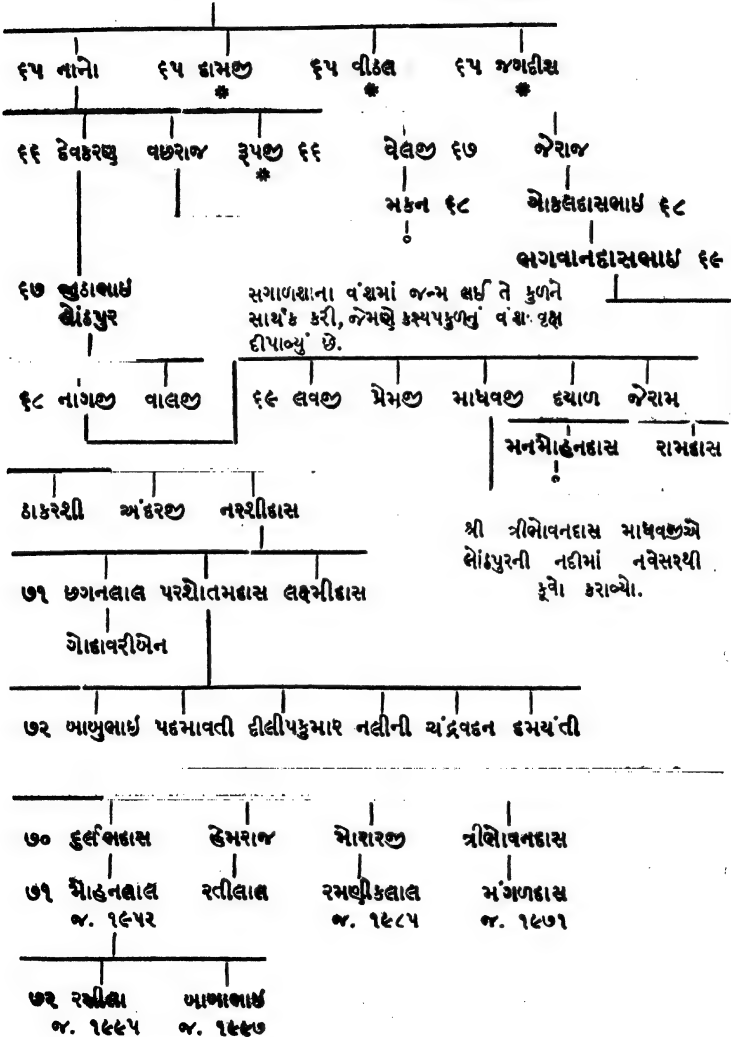 ૬૫ નાનો ૬૫ દામજી ૬૫ વીઠલ ૬૫ જગદીશ
* * *
૬૬ દેવકરણ વછરાજ રૂપજી ૬૬ વેલજી ૬૭ જેરાજ
*
મકન ૬૮ ગોકલદાસભાઈ ૬૮
ભગવાનદાસભાઈ ૬૯
૬૭ જીઠાભાઈ
લોંઠપુર
સગાળશાના વંશમાં જન્મ લઈ તે કુળને
સાર્થક કરી, જેમણે કશ્યપકુળનું વંશ વૃક્ષ
દીપાવ્યું છે.
૬૮ નાગજી વાલજી ૬૯ લવજી પ્રેમજી માધવજી દયાળ જેરામ
મનમોહનદાસ રામદાસ
ઠાકરશી અંદરજી નરશીદાસ
શ્રી ત્રીભોવનદાસ માધવજીએ
લોંઠપુરની નદીમાં નવેસરથી
કૂવો કરાવ્યો.
૭૧ છગનલાલ પરશોતમદાસ લક્ષ્મીદાસ
ગોદાવરીબેન
૭૨ બાબુભાઈ પદમાવતી દીલીપકુમાર નલીની ચંદ્રવદન દમયંતી
૭૦ દુર્લભદાસ હેમરાજ મોરારજી ત્રીભોવનદાસ
૭૧ મોહનલાલ રતીલાલ રમણીકલાલ મંગળદાસ
જ. ૧૯૫૨ જ. ૧૯૮૫ જ. ૧૯૭૧
૭૨ રસીલા બાબાભાઈ
જ. ૧૯૯૫ જ. ૧૯૯૭